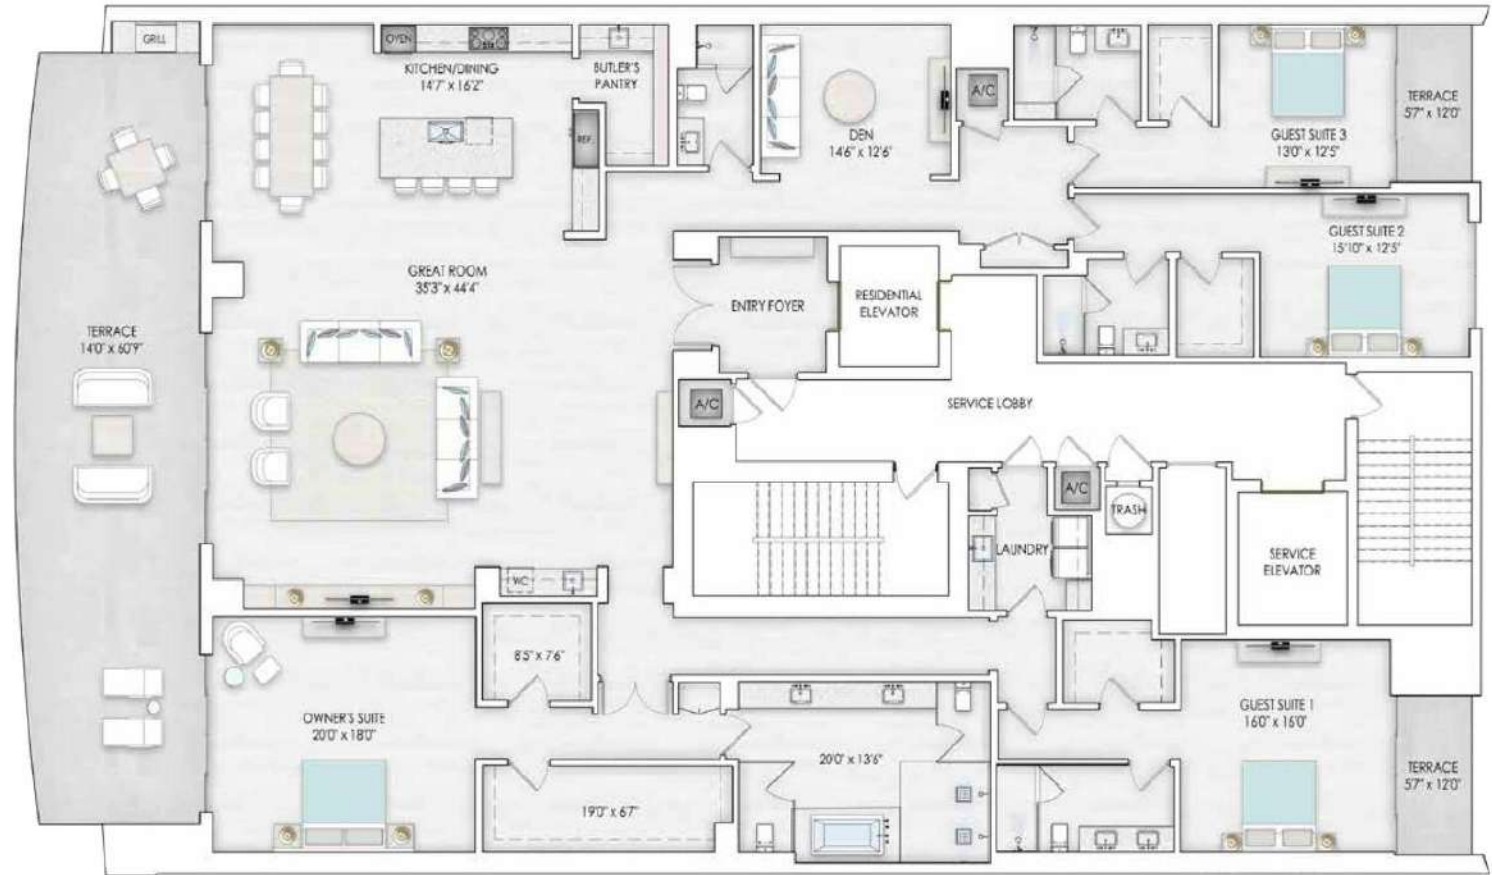 GRILL
OVEN
KITCHEN/DINING
14'7" x 16'2"
BUTLER'S
PANTRY
REF.
DEN
14'6" x 12'6"
A/C
GUEST SUITE 3
13'0" x 12'5"
TERRACE
5'7" x 12'0"
GUEST SUITE 2
15'10" x 12'5"
GREAT ROOM
35'3" x 44'4"
ENTRY FOYER
RESIDENTIAL
ELEVATOR
TERRACE
14'0" x 60'9"
A/C
SERVICE LOBBY
A/C
TRASH
LAUNDRY
SERVICE
ELEVATOR
WC
8'5" x 7'6"
OWNER'S SUITE
20'0" x 18'0"
GUEST SUITE 1
16'0" x 16'0"
20'0" x 13'6"
19'0" x 6'7"
TERRACE
5'7" x 12'0"